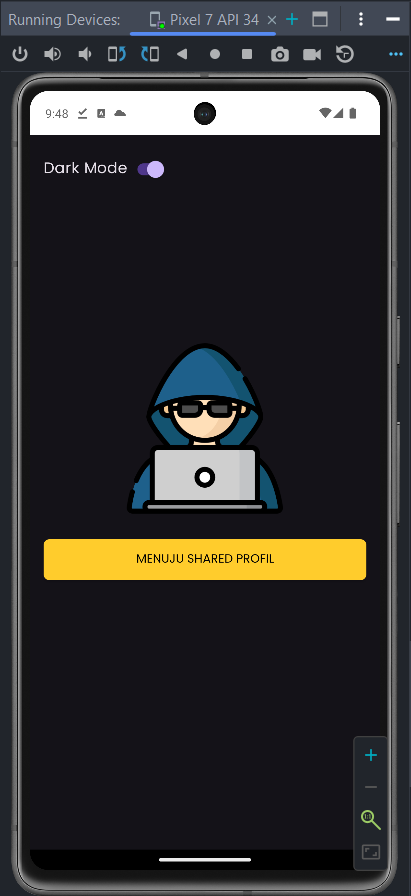 Running Devices: Pixel 7 API 34
9:48
Dark Mode
MENUJU SHARED PROFIL